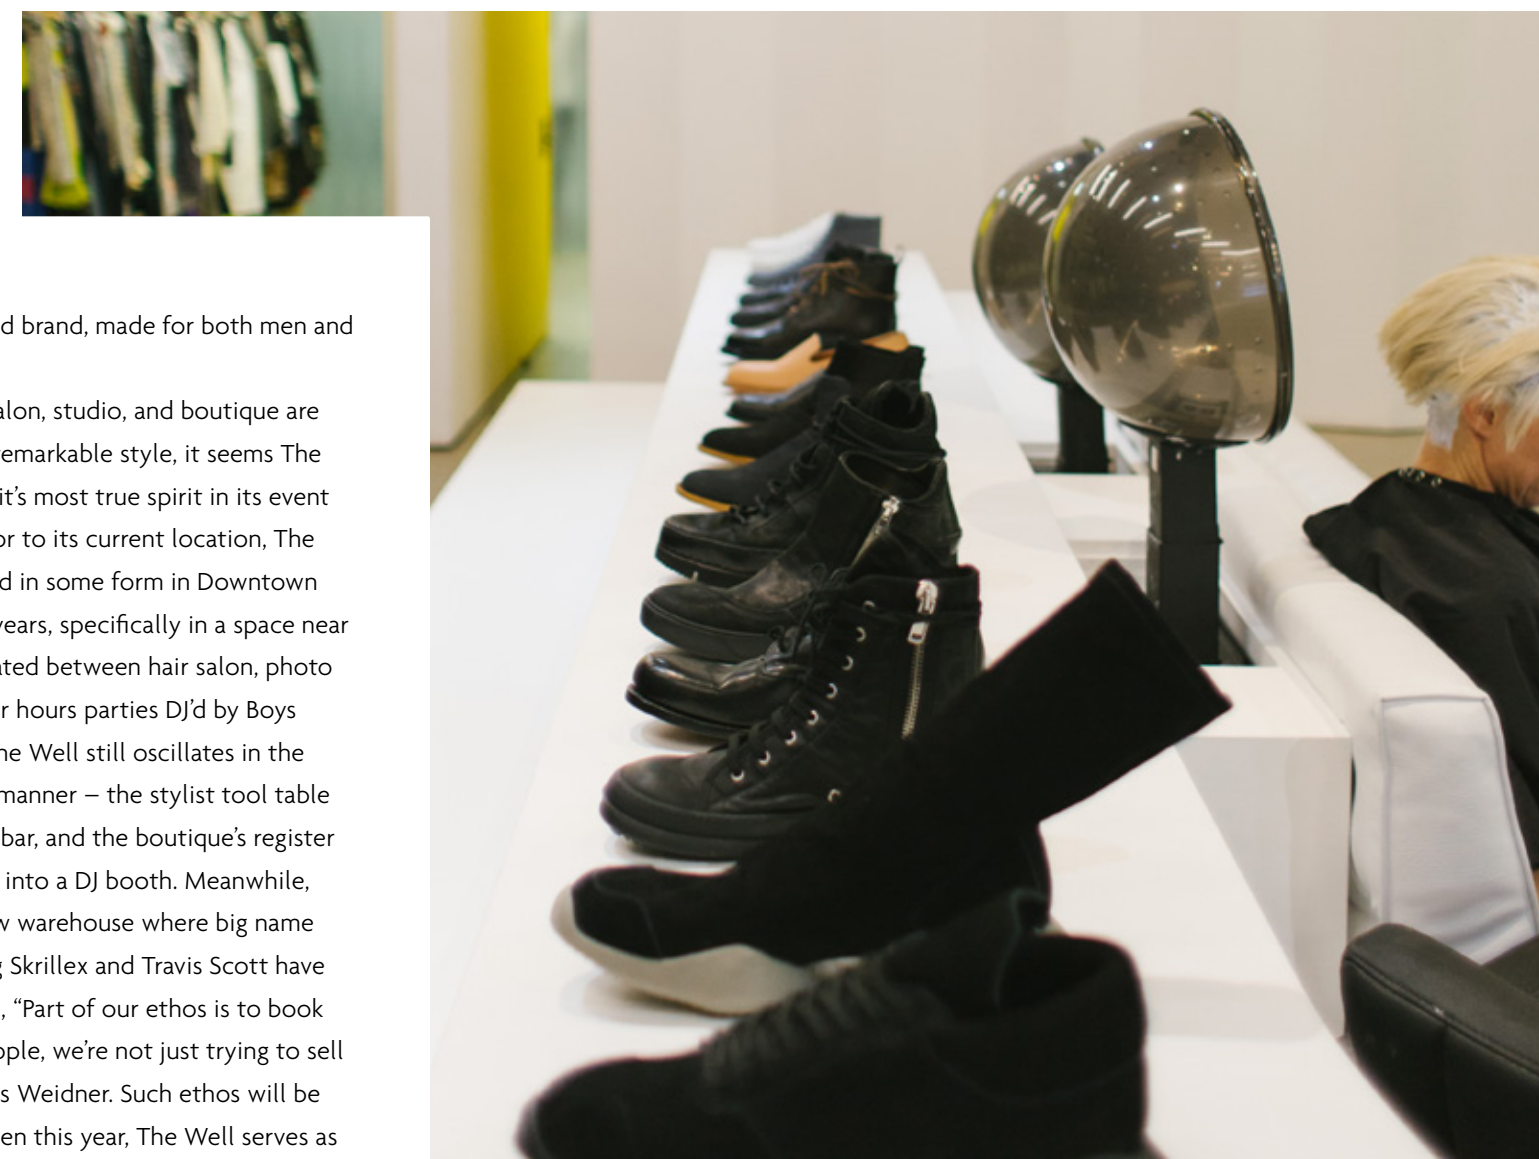 d brand, made for both men and
alon, studio, and boutique are
remarkable style, it seems The
it’s most true spirit in its event
or to its current location, The
d in some form in Downtown
years, specifically in a space near
ated between hair salon, photo
r hours parties DJ’d by Boys
he Well still oscillates in the
manner – the stylist tool table
bar, and the boutique’s register
into a DJ booth. Meanwhile,
w warehouse where big name
g Skrillex and Travis Scott have
, “Part of our ethos is to book
ople, we’re not just trying to sell
s Weidner. Such ethos will be
en this year, The Well serves as